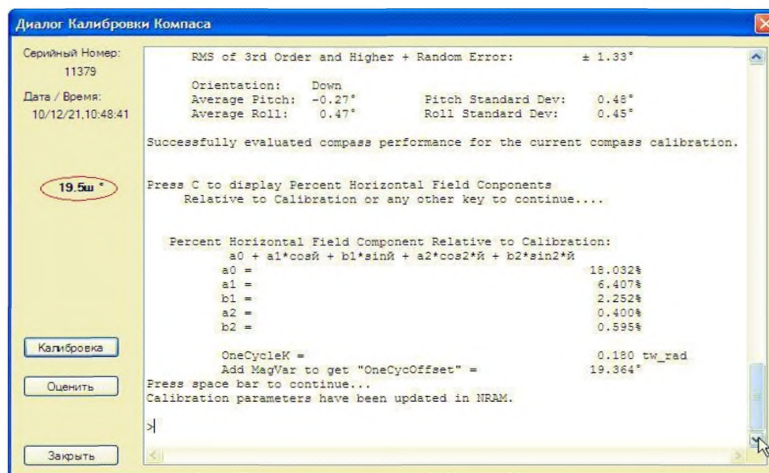 Диалог Калибровки Компаса
Серийный Номер:
11379
Дата / Время:
10/12/21,10:48:41
19.5ш °
Калибровка
Оценить
Закрыть
RMS of 3rd Order and Higher + Random Error: ± 1.33°
Orientation: Down
Average Pitch: -0.27° Pitch Standard Dev: 0.48°
Average Roll: 0.47° Roll Standard Dev: 0.45°
Successfully evaluated compass performance for the current compass calibration.
Press C to display Percent Horizontal Field Components
Relative to Calibration or any other key to continue....
Percent Horizontal Field Component Relative to Calibration:
a0 + a1*cosй + b1*sinй + a2*cos2*й + b2*sin2*й
a0 = 18.032%
a1 = 6.407%
b1 = 2.252%
a2 = 0.400%
b2 = 0.595%
OneCycleK = 0.180 tw_rad
Add MagVar to get "OneCycOffset" = 19.364°
Press space bar to continue...
Calibration parameters have been updated in NRAM.
>